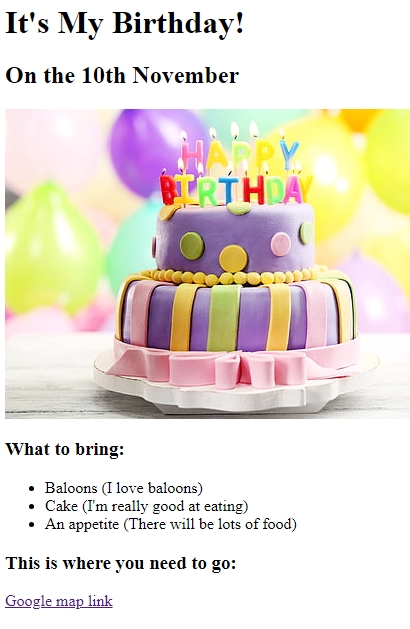 It's My Birthday!
On the 10th November
HAPPY
BIRTHDAY
What to bring:
Baloons (I love baloons)
Cake (I'm really good at eating)
An appetite (There will be lots of food)
This is where you need to go:
Google map link